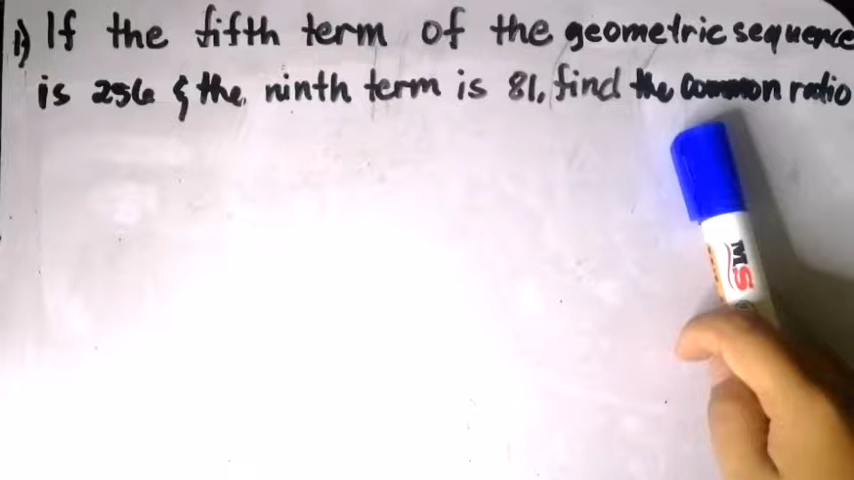 1) If the fifth term of the geometric sequence
is 256 & the ninth term is 81, find the common ratio
MS